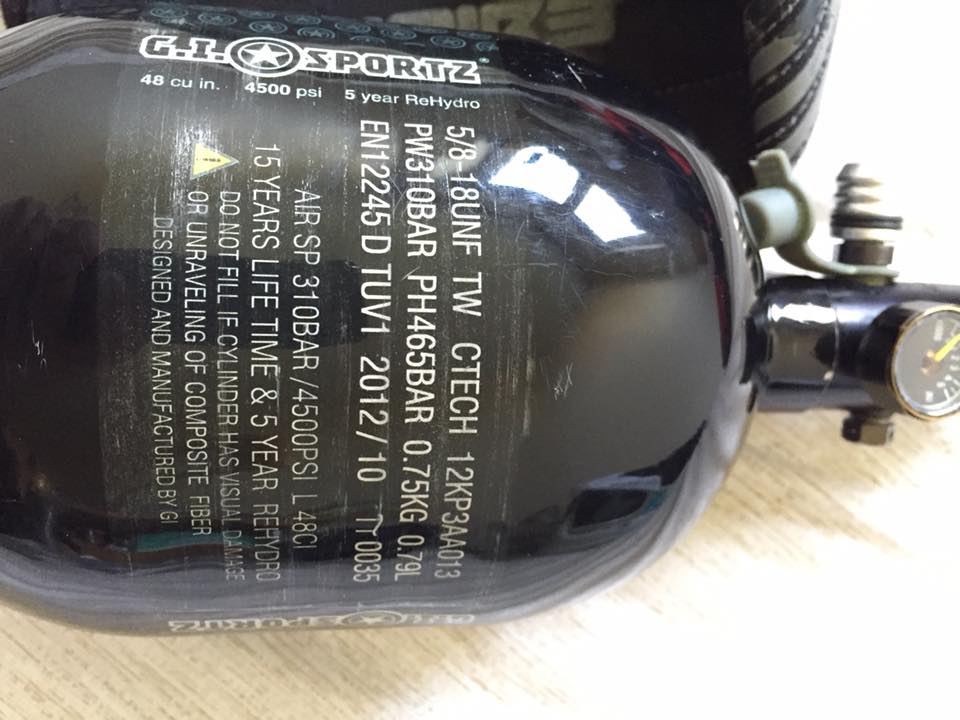 G.I. SPORTZ
48 cu in. 4500 psi 5 year ReHydro
5/8-18UNF TW CTECH 12KP3AA013
PW310BAR PH465BAR 0.75KG 0.79L
EN12245 D TUV1 2012/10 π 0035
AIR SP 310BAR/4500PSI L 48CI
15 YEARS LIFE TIME & 5 YEAR REHYDRO
DO NOT FILL IF CYLINDER HAS VISUAL DAMAGE
OR UNRAVELING OF COMPOSITE FIBER
DESIGNED AND MANUFACTURED BY GI
G.I. SPORTZ